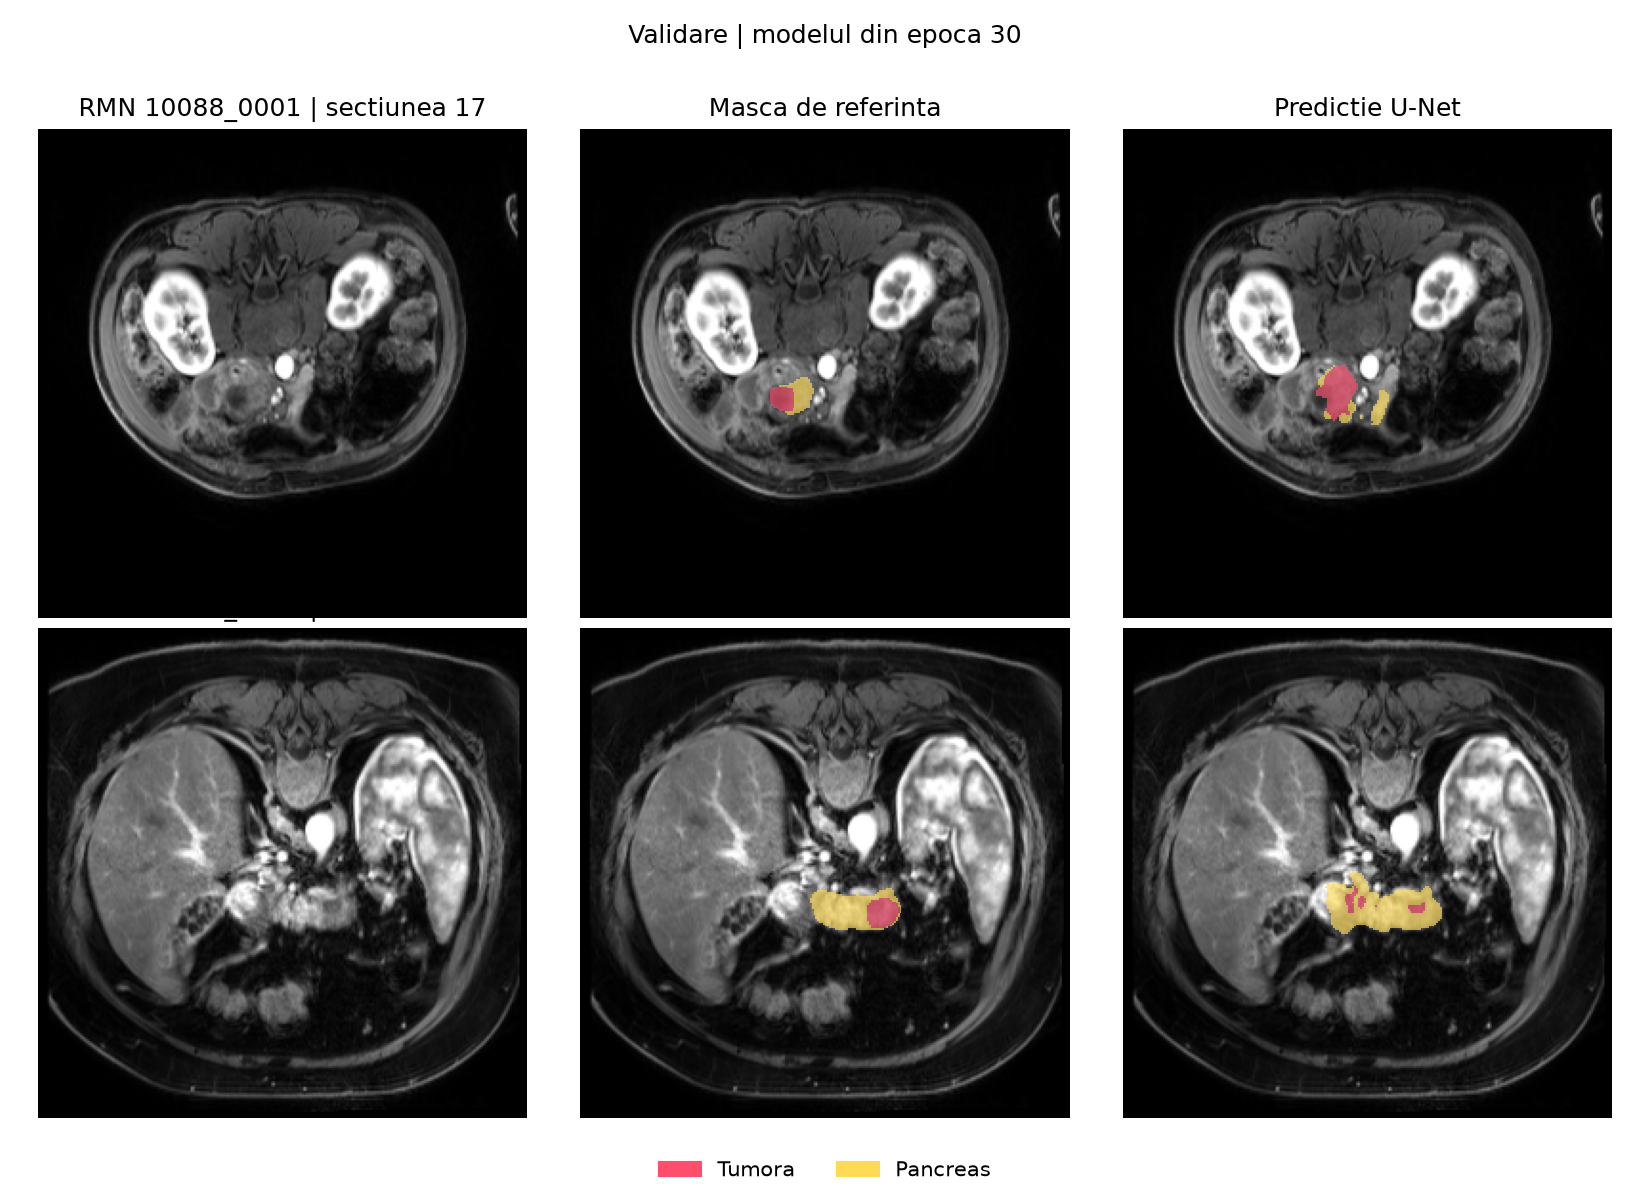 Validare | modelul din epoca 30
RMN 10088_0001 | sectiunea 17
Masca de referinta
Predictie U-Net
Tumora
Pancreas